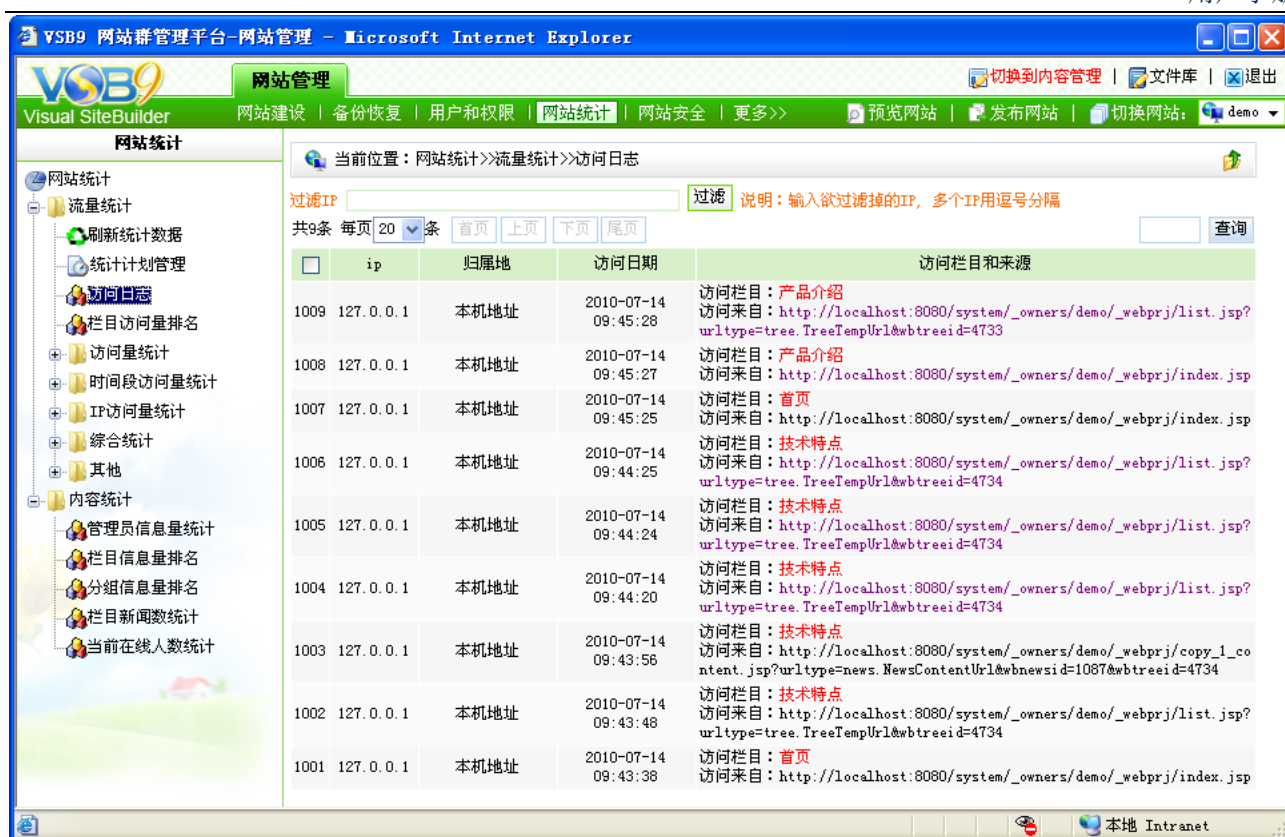 VSB9 网站群管理平台-网站管理 - Microsoft Internet Explorer
VSB9
Visual SiteBuilder
网站管理
切换到内容管理 | 文件库 | 退出
网站建设 | 备份恢复 | 用户和权限 | 网站统计 | 网站安全 | 更多>> 预览网站 | 发布网站 | 切换网站: demo
网站统计
网站统计
流量统计
刷新统计数据
统计计划管理
访问日志
栏目访问量排名
访问量统计
时间段访问量统计
IP访问量统计
综合统计
其他
内容统计
管理员信息量统计
栏目信息量排名
分组信息量排名
栏目新闻数统计
当前在线人数统计
当前位置:网站统计>>流量统计>>访问日志
过滤IP 过滤 说明:输入欲过滤掉的IP, 多个IP用逗号分隔
共9条 每页 20 条 首页 上页 下页 尾页 查询
ip 归属地 访问日期 访问栏目和来源
1009 127.0.0.1 本机地址 2010-07-14 09:45:28
访问栏目:产品介绍
访问来自:http://localhost:8080/system/_owners/demo/_webprj/list.jsp?
urltype=tree.TreeTempUrl&wbtreeid=4733
1008 127.0.0.1 本机地址 2010-07-14 09:45:27
访问栏目:产品介绍
访问来自:http://localhost:8080/system/_owners/demo/_webprj/index.jsp
1007 127.0.0.1 本机地址 2010-07-14 09:45:25
访问栏目:首页
访问来自:http://localhost:8080/system/_owners/demo/_webprj/index.jsp
1006 127.0.0.1 本机地址 2010-07-14 09:44:25
访问栏目:技术特点
访问来自:http://localhost:8080/system/_owners/demo/_webprj/list.jsp?
urltype=tree.TreeTempUrl&wbtreeid=4734
1005 127.0.0.1 本机地址 2010-07-14 09:44:24
访问栏目:技术特点
访问来自:http://localhost:8080/system/_owners/demo/_webprj/list.jsp?
urltype=tree.TreeTempUrl&wbtreeid=4734
1004 127.0.0.1 本机地址 2010-07-14 09:44:20
访问栏目:技术特点
访问来自:http://localhost:8080/system/_owners/demo/_webprj/list.jsp?
urltype=tree.TreeTempUrl&wbtreeid=4734
1003 127.0.0.1 本机地址 2010-07-14 09:43:56
访问栏目:技术特点
访问来自:http://localhost:8080/system/_owners/demo/_webprj/copy_1_co
ntent.jsp?urltype=news.NewsContentUrl&wbnewsid=1087&wbtreeid=4734
1002 127.0.0.1 本机地址 2010-07-14 09:43:48
访问栏目:技术特点
访问来自:http://localhost:8080/system/_owners/demo/_webprj/list.jsp?
urltype=tree.TreeTempUrl&wbtreeid=4734
1001 127.0.0.1 本机地址 2010-07-14 09:43:38
访问栏目:首页
访问来自:http://localhost:8080/system/_owners/demo/_webprj/index.jsp
本地 Intranet